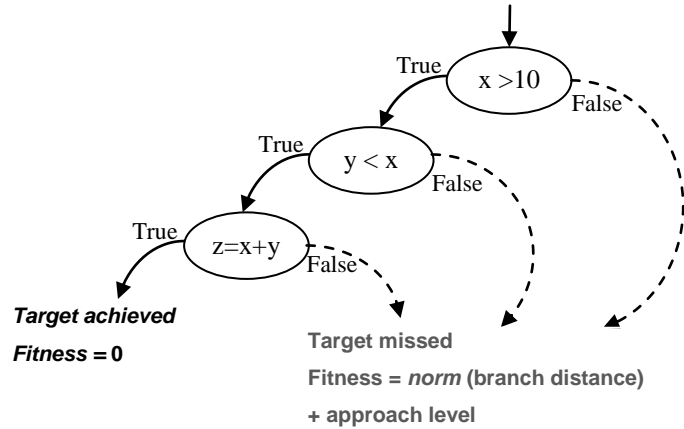 x >10
True
False
y < x
True
False
z=x+y
True
False
Target achieved
Fitness = 0
Target missed
Fitness = norm (branch distance)
+ approach level